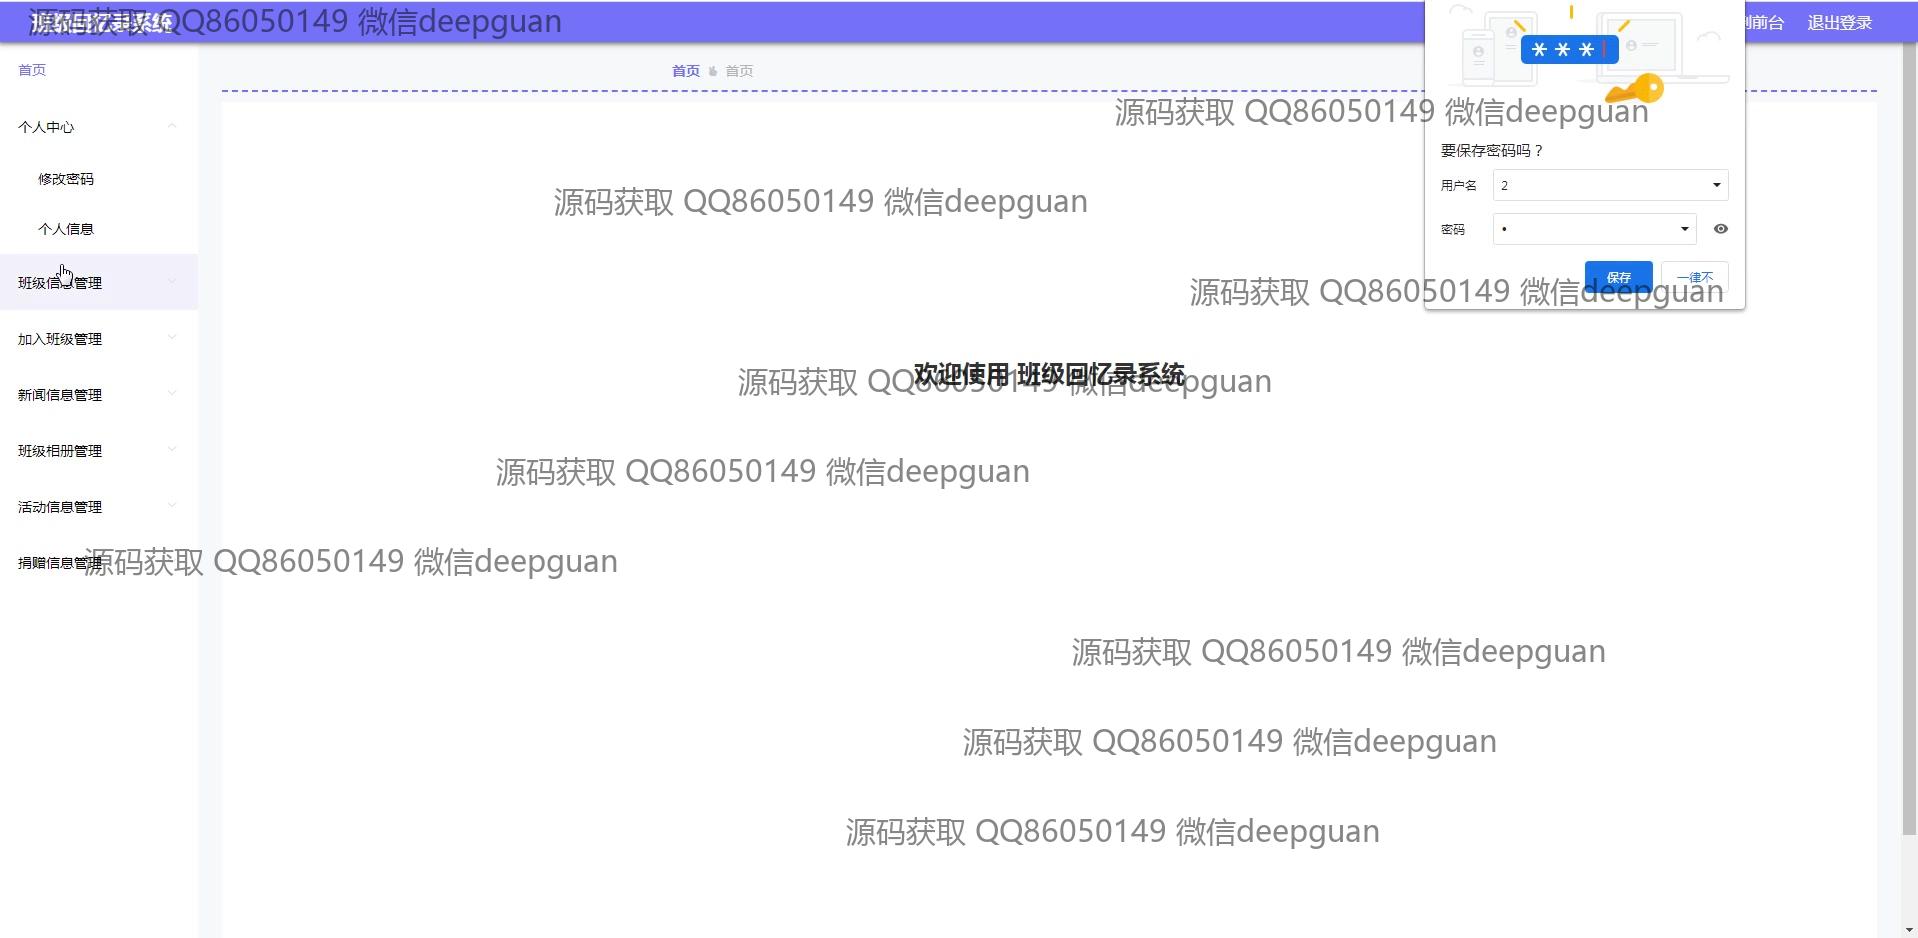 班级回忆录系统
源码获取 QQ86050149 微信deepguan
到前台
退出登录
首页
首页 首页
个人中心
修改密码
个人信息
班级信息管理
加入班级管理
新闻信息管理
班级相册管理
活动信息管理
捐赠信息管理
***
源码获取 QQ86050149 微信deepguan
要保存密码吗？
用户名 2
密码 •
保存 一律不
源码获取 QQ86050149 微信deepguan
源码获取 QQ86050149 微信deepguan
欢迎使用 班级回忆录系统
源码获取 QQ86050149 微信deepguan
源码获取 QQ86050149 微信deepguan
源码获取 QQ86050149 微信deepguan
源码获取 QQ86050149 微信deepguan
源码获取 QQ86050149 微信deepguan
源码获取 QQ86050149 微信deepguan